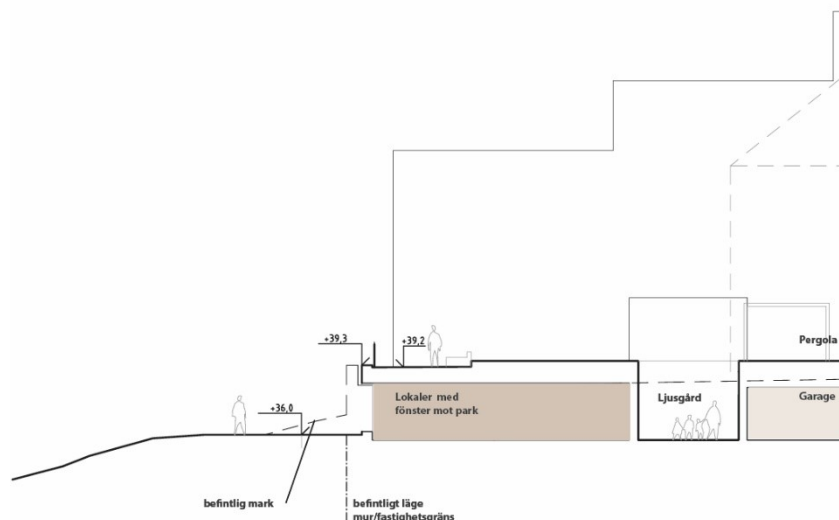 +39,3
+39,2
Pergola
+36,0
Lokaler med
fönster mot park
Ljusgård
Garage
befintlig mark
befintligt läge
mur/fastighetsgräns